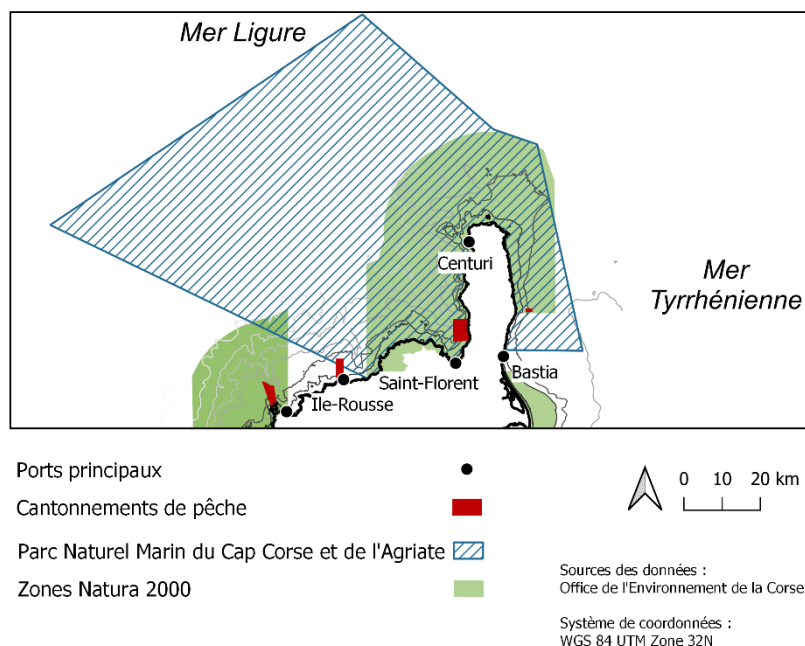 Mer Ligure
Centuri
Mer
Tyrrhénienne
Saint-Florent
Bastia
Ile-Rousse
Ports principaux
Cantonnements de pêche
Parc Naturel Marin du Cap Corse et de l'Agriate
Zones Natura 2000
0 10 20 km
Sources des données :
Office de l'Environnement de la Corse
Système de coordonnées :
WGS 84 UTM Zone 32N